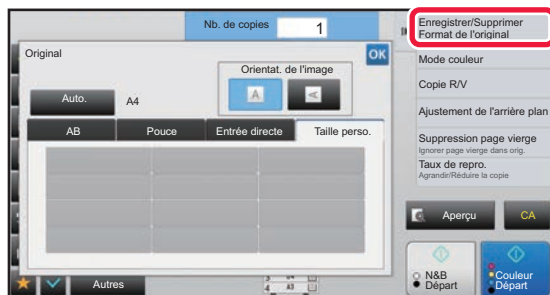 Nb. de copies 1
Enregistrer/Supprimer
Format de l'original
Original
OK
Mode couleur
Orientat. de l'image
A A
Copie R/V
Auto. A4
Ajustement de l'arrière plan
AB Pouce Entrée directe Taille perso.
Suppression page vierge
Ignorer page vierge dans orig.
Taux de repro.
Agrandir/Réduire la copie
Aperçu CA
Autres
4 A3
N&B
Départ
Couleur
Départ